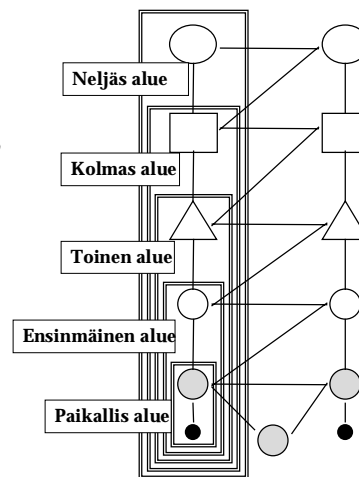 Neljäs alue
Kolmas alue
Toinen alue
Ensinmäinen alue
Paikallis alue